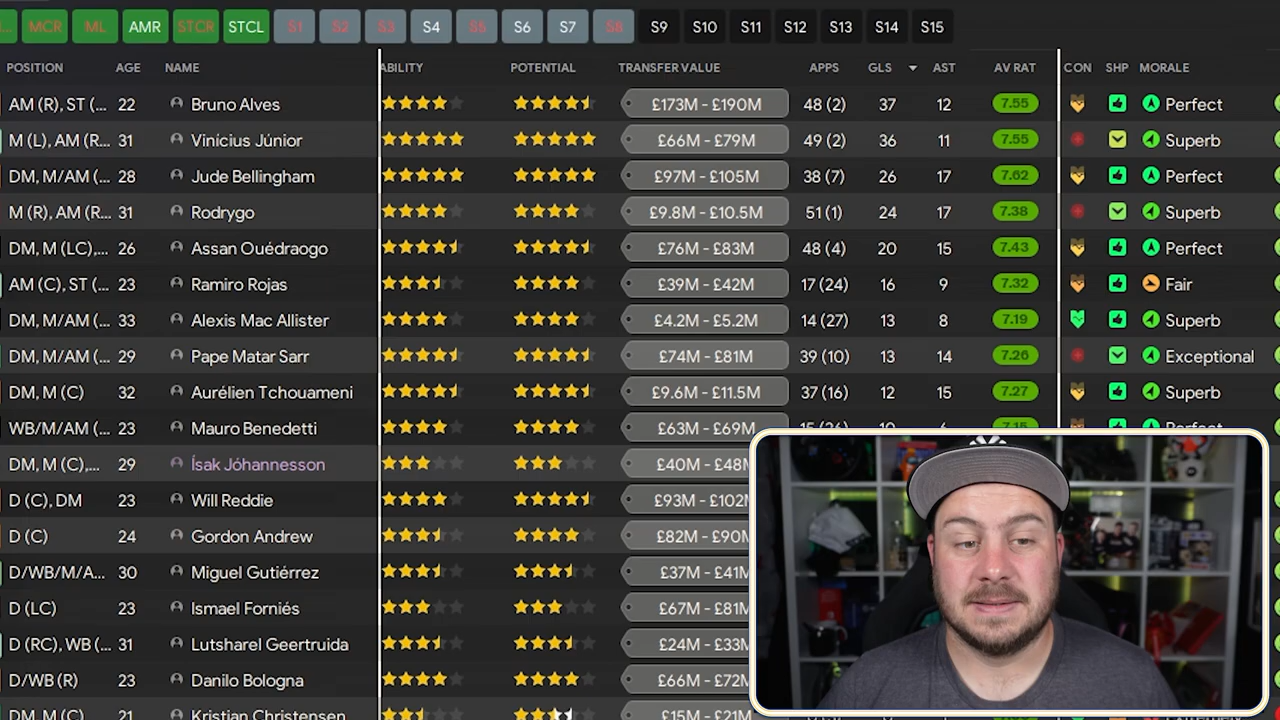 MCR ML AMR STCR STCL S1 S2 S3 S4 S5 S6 S7 S8 S9 S10 S11 S12 S13 S14 S15
POSITION AGE NAME ABILITY POTENTIAL TRANSFER VALUE APPS GLS AST AV RAT CON SHP MORALE
AM (R), ST (... 22 Bruno Alves £173M - £190M 48 (2) 37 12 7.55 Perfect
M (L), AM (R... 31 Vinícius Júnior £66M - £79M 49 (2) 36 11 7.55 Superb
DM, M/AM (... 28 Jude Bellingham £97M - £105M 38 (7) 26 17 7.62 Perfect
M (R), AM (R... 31 Rodrygo £9.8M - £10.5M 51 (1) 24 17 7.38 Superb
DM, M (LC),... 26 Assan Ouédraogo £76M - £83M 48 (4) 20 15 7.43 Perfect
AM (C), ST (... 23 Ramiro Rojas £39M - £42M 17 (24) 16 9 7.32 Fair
DM, M/AM (... 33 Alexis Mac Allister £4.2M - £5.2M 14 (27) 13 8 7.19 Superb
DM, M/AM (... 29 Pape Matar Sarr £74M - £81M 39 (10) 13 14 7.26 Exceptional
DM, M (C) 32 Aurélien Tchouameni £9.6M - £11.5M 37 (16) 12 15 7.27 Superb
WB/M/AM (... 23 Mauro Benedetti £63M - £69M
DM, M (C),... 29 Ísak Jóhannesson £40M - £48M
D (C), DM 23 Will Reddie £93M - £102M
D (C) 24 Gordon Andrew £82M - £90M
D/WB/M/A... 30 Miguel Gutiérrez £37M - £41M
D (LC) 23 Ismael Forniés £67M - £81M
D (RC), WB (... 31 Lutsharel Geertruida £24M - £33M
D/WB (R) 23 Danilo Bologna £66M - £72M
DM, M (C) 21 Kristian Christensen £15M - £21M